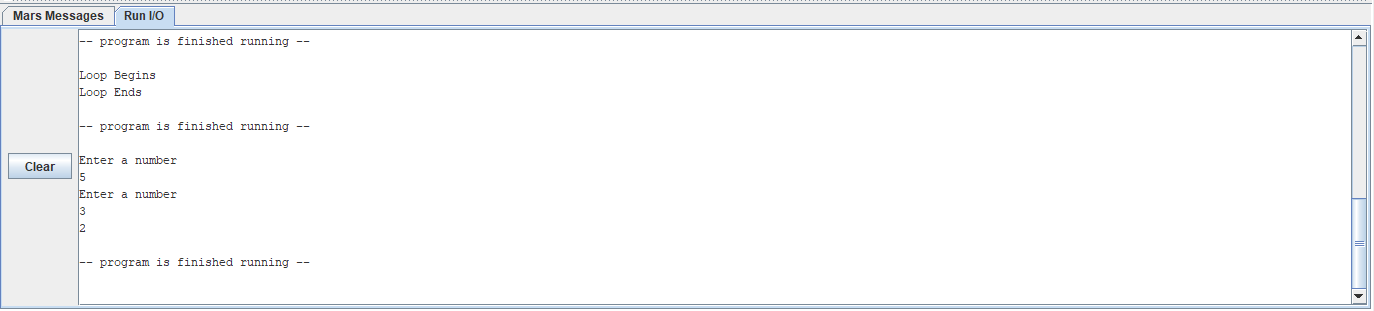 Mars Messages
Run I/O
-- program is finished running --
Loop Begins
Loop Ends
-- program is finished running --
Clear
Enter a number
5
Enter a number
3
2
-- program is finished running --